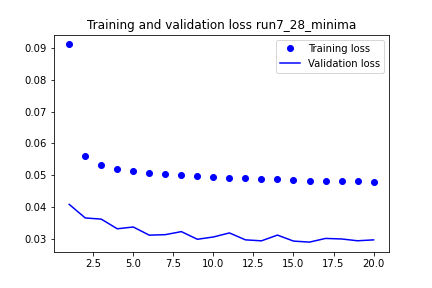 Training and validation loss run7_28_minima
Training loss
Validation loss
0.09
0.08
0.07
0.06
0.05
0.04
0.03
2.5 5.0 7.5 10.0 12.5 15.0 17.5 20.0